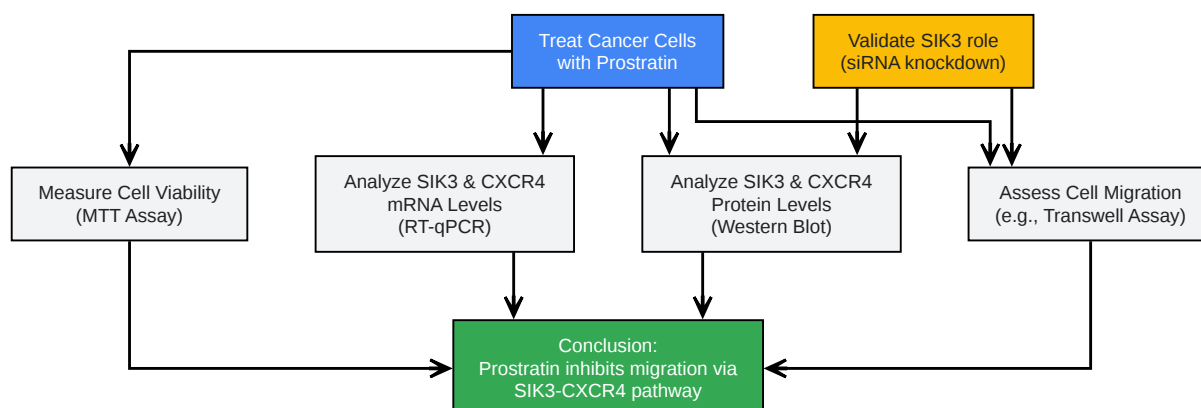 Treat Cancer Cells
with Prostratin
Validate SIK3 role
(siRNA knockdown)
Measure Cell Viability
(MTT Assay)
Analyze SIK3 & CXCR4
mRNA Levels
(RT-qPCR)
Analyze SIK3 & CXCR4
Protein Levels
(Western Blot)
Assess Cell Migration
(e.g., Transwell Assay)
Conclusion:
Prostratin inhibits migration via
SIK3-CXCR4 pathway